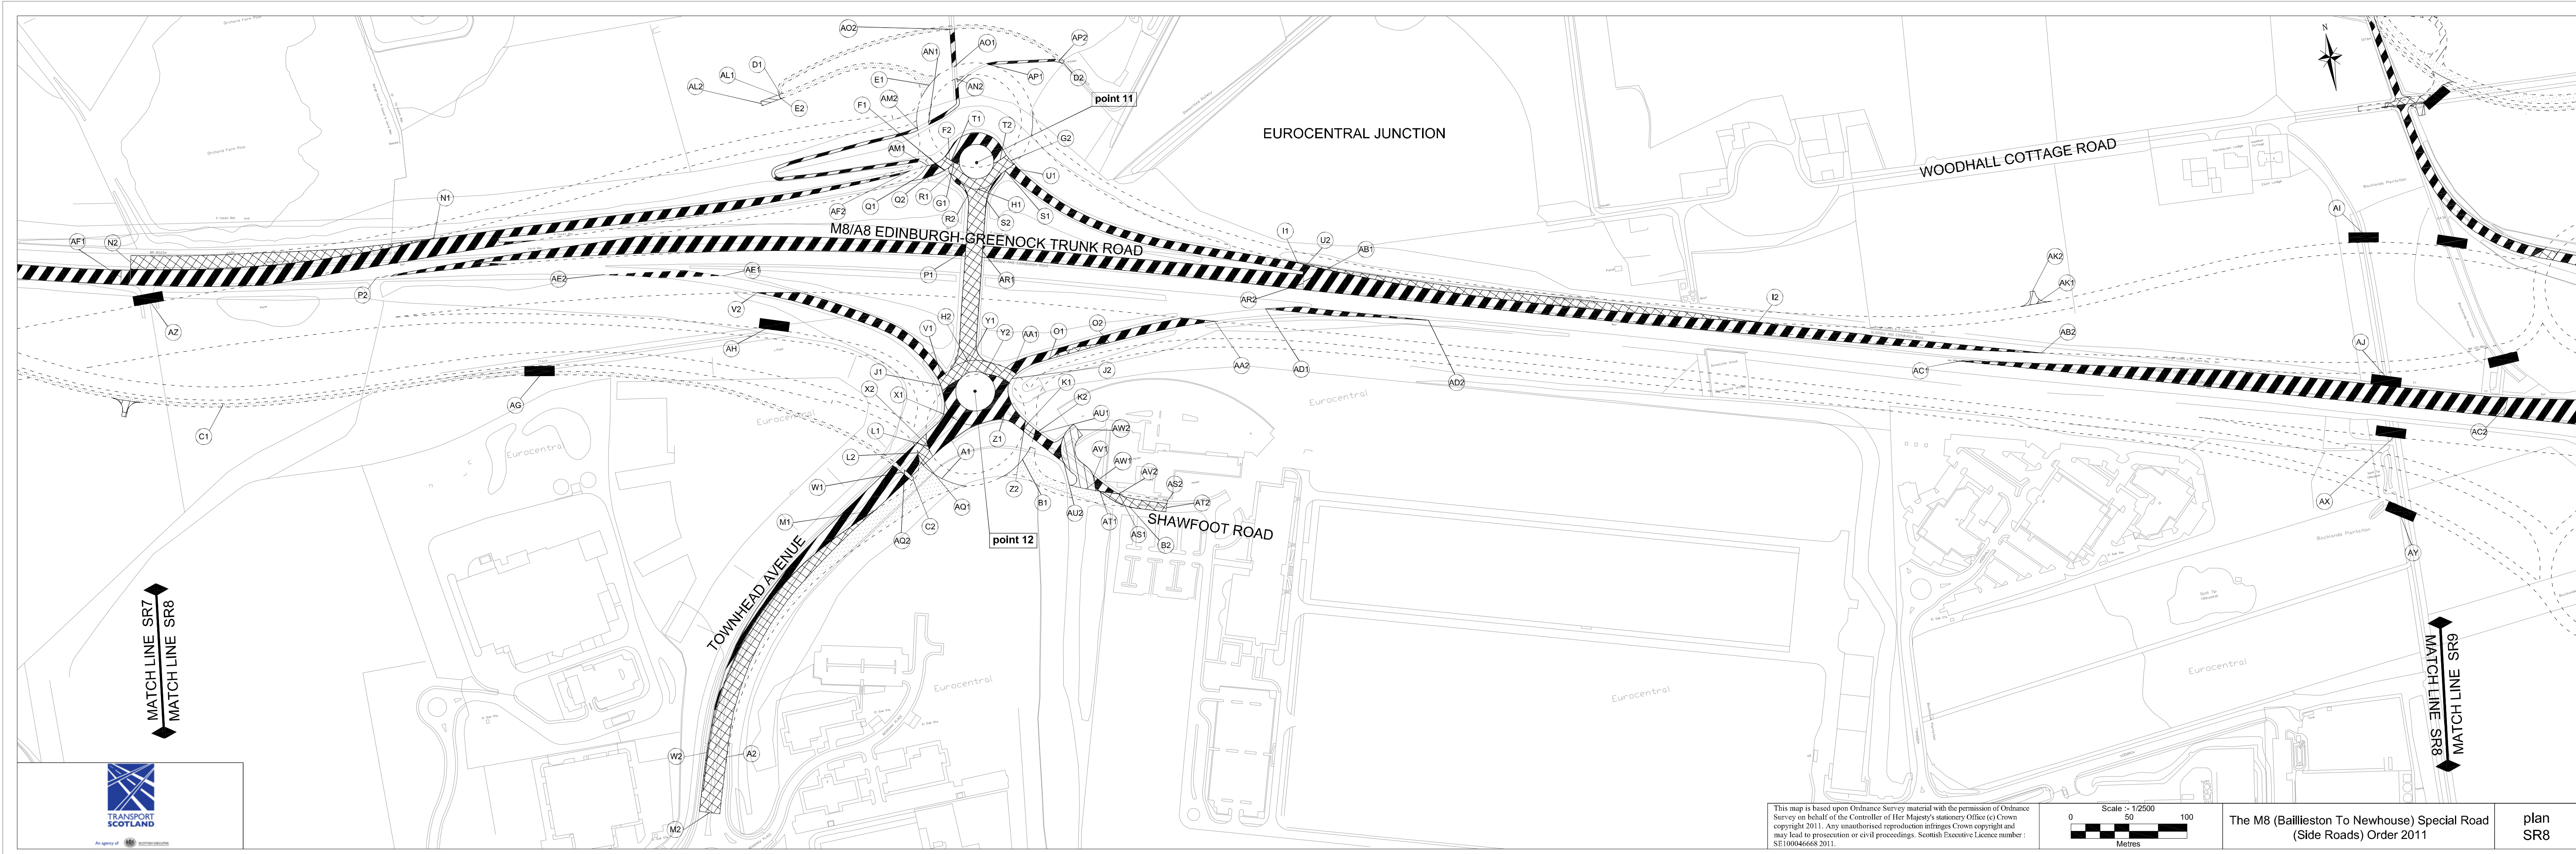 AO2
AO1
AP2
AN1
D1
AL1
AL2
E1
AP1
D2
AN2
E2
AM2
F1
point 11
T1
T2
F2
G2
EUROCENTRAL JUNCTION
N
WOODHALL COTTAGE ROAD
AM1
U1
N1
Q1
Q2
R1
G1
H1
AF2
R2
S2
S1
AI
M8/A8 EDINBURGH-GREENOCK TRUNK ROAD
I1
U2
AB1
AF1
N2
AK2
AK1
AE2
AE1
P1
AR1
P2
AR2
I2
V2
AZ
H2
V1
Y1
Y2
AA1
O1
O2
AB2
AH
AJ
J1
J2
AA2
AD1
AC1
AD2
X2
X1
K1
K2
AG
Eurocentral
Eurocentral
C1
L1
Z1
AU1
AW2
AC2
Eurocentral
L2
A1
AV1
AW1
AV2
W1
Z2
B1
AS2
AT2
AX
AQ1
AU2
AT1
M1
C2
SHAWFOOT ROAD
AQ2
point 12
AS1
B2
AY
TOWNHEAD AVENUE
MATCH LINE SR7
MATCH LINE SR8
MATCH LINE SR8
MATCH LINE SR9
Eurocentral
Eurocentral
Eurocentral
W2
A2
M2
TRANSPORT
SCOTLAND
An agency of
This map is based upon Ordnance Survey material with the permission of Ordnance
Survey on behalf of the Controller of Her Majesty's stationery Office (c) Crown
copyright 2011. Any unauthorised reproduction infringes Crown copyright and
may lead to prosecution or civil proceedings. Scottish Executive Licence number :
SE100046668 2011.
Scale :- 1/2500
0 50 100
Metres
The M8 (Baillieston To Newhouse) Special Road
(Side Roads) Order 2011
plan
SR8